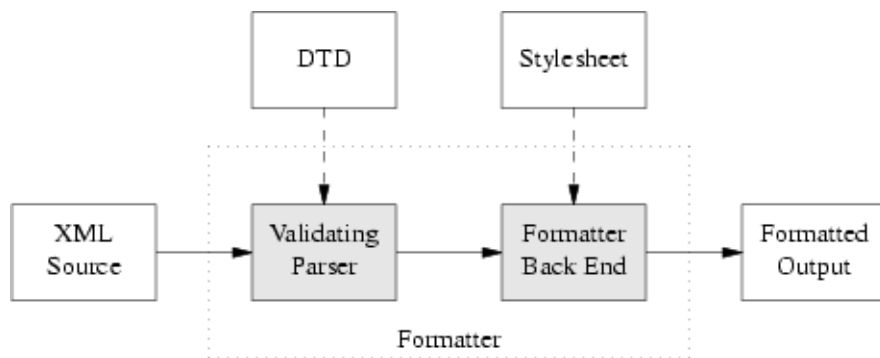 DTD
Stylesheet
XML
Source
Validating
Parser
Formatter
Back End
Formatted
Output
Formatter